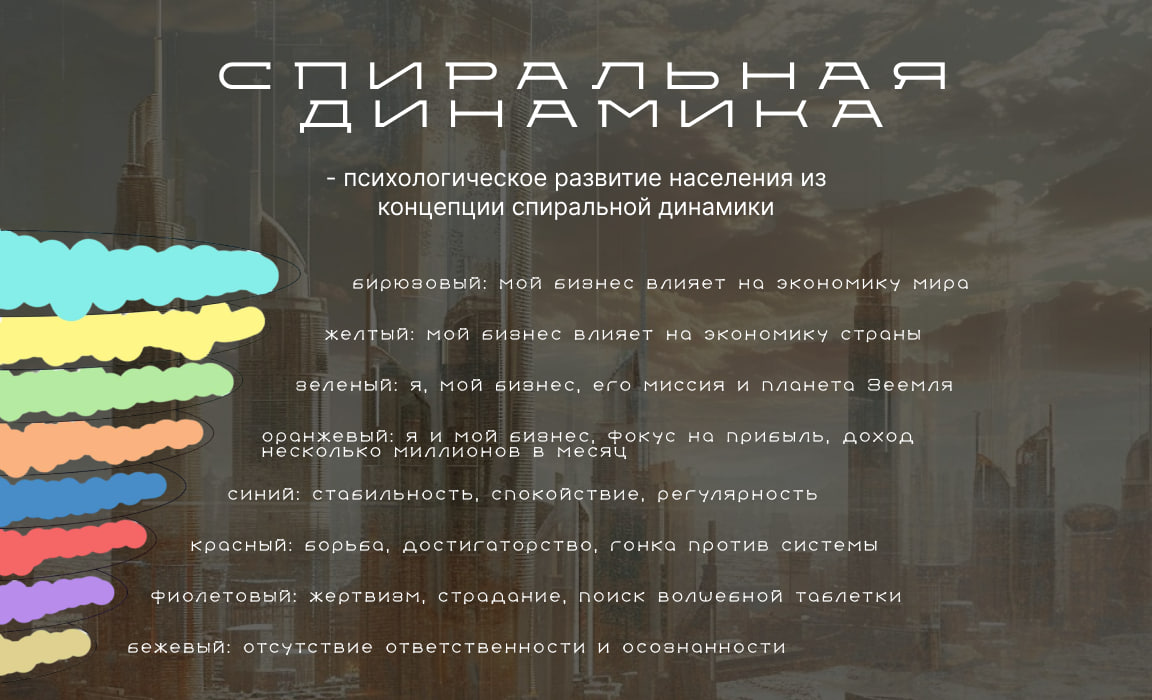 СПИРАЛЬНАЯ
ДИНАМИКА
- психологическое развитие населения из
концепции спиральной динамики
бирюзовый: мой бизнес влияет на экономику мира
желтый: мой бизнес влияет на экономику страны
зеленый: я, мой бизнес, его миссия и планета Зеемля
оранжевый: я и мой бизнес, фокус на прибыль, доход
несколько миллионов в месяц
синий: стабильность, спокойствие, регулярность
красный: борьба, достигаторство, гонка против системы
фиолетовый: жертвизм, страдание, поиск волшебной таблетки
бежевый: отсутствие ответственности и осознанности